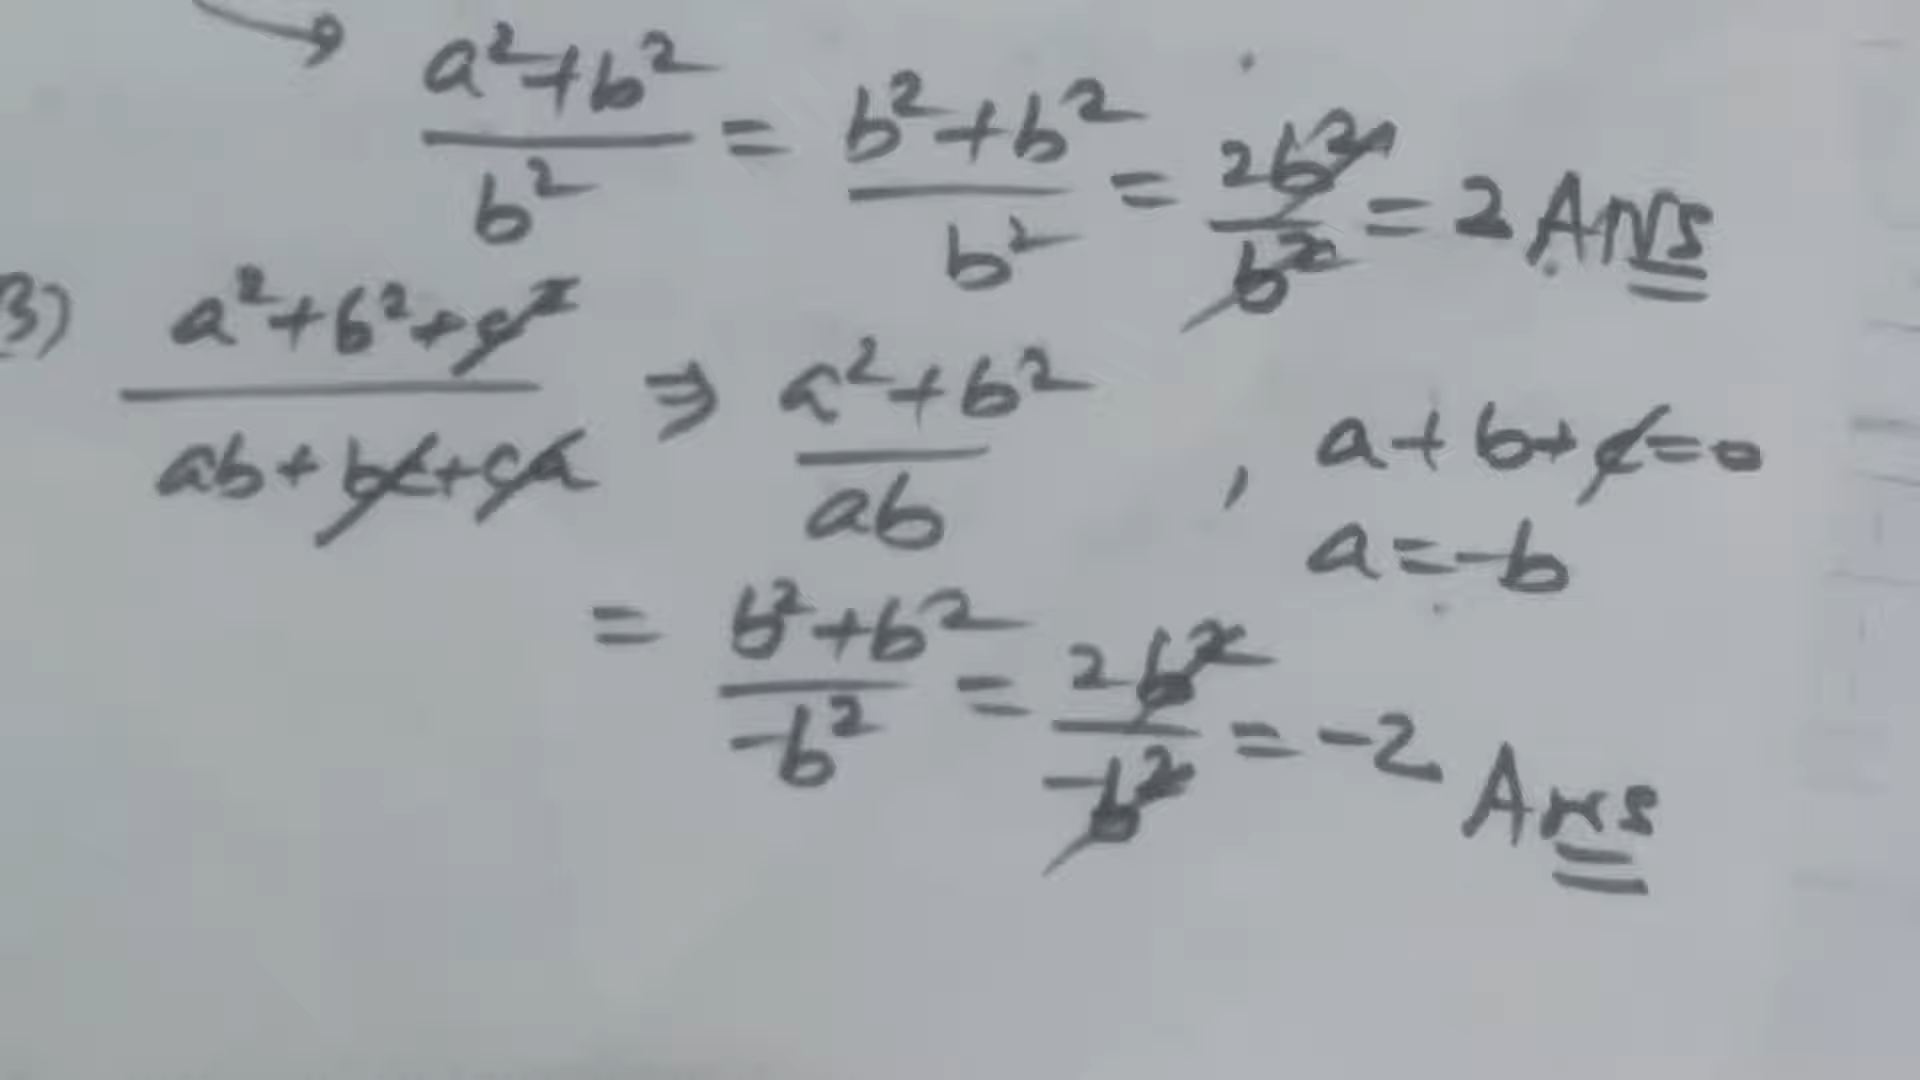 → a²+b²/b² = b²+b²/b² = 2b²/b² = 2 Ans
3) a²+b²+c²/ab+bc+ca ⇒ a²+b²/ab , a+b+c=0
a=-b
= b²+b²/-b² = 2b²/-b² = -2 Ans